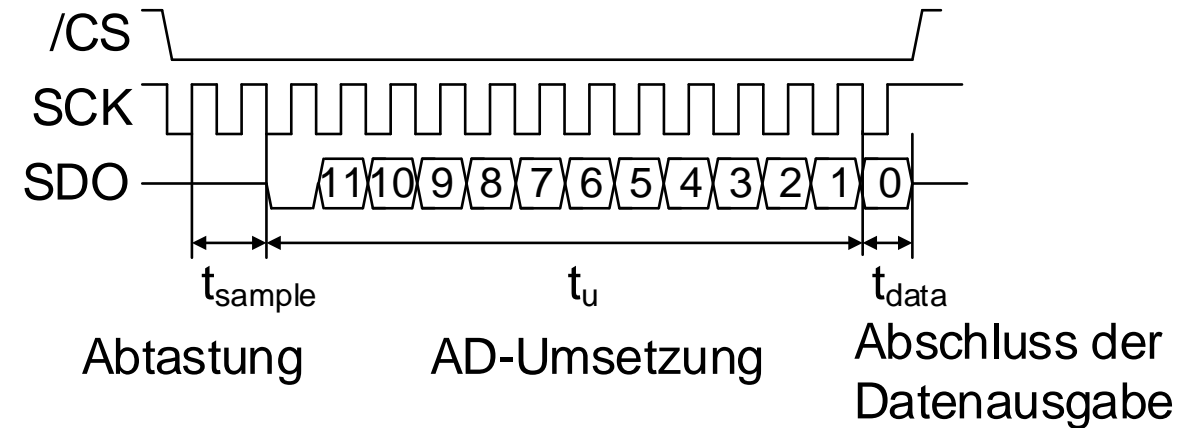 /CS
SCK
SDO 11 10 9 8 7 6 5 4 3 2 1 0
tsample tu tdata
Abtastung AD-Umsetzung Abschluss der
Datenausgabe